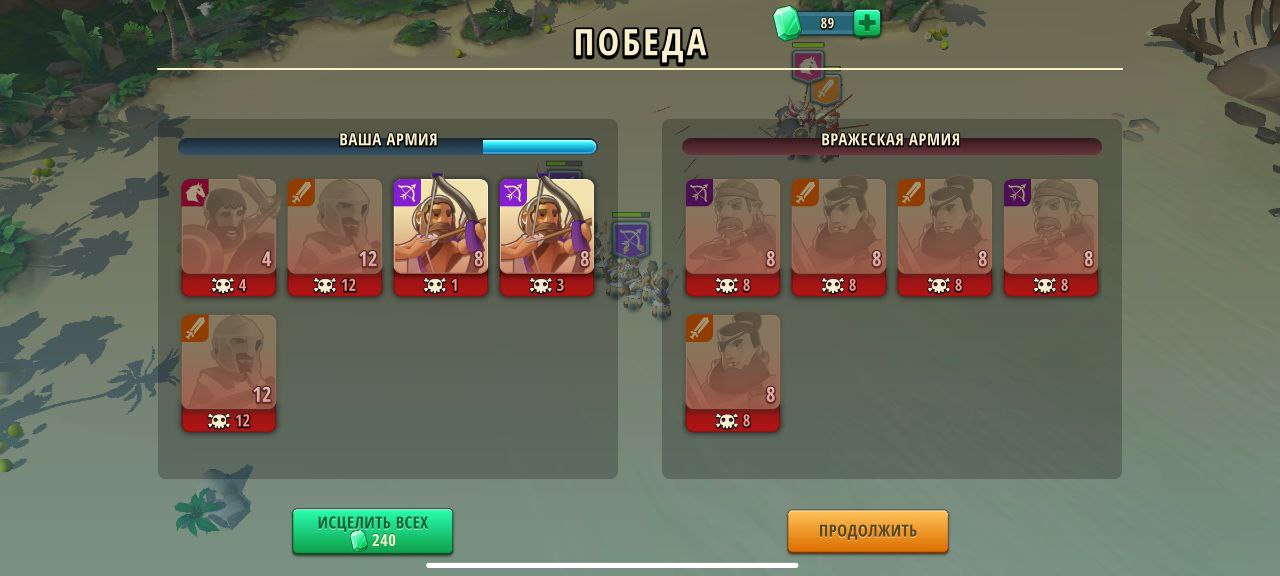 89
ПОБЕДА
ВАША АРМИЯ
4 12 8 8
4 12 1 3
12
12
ВРАЖЕСКАЯ АРМИЯ
8 8 8 8
8 8 8 8
8
8
ИСЦЕЛИТЬ ВСЕХ
240
ПРОДОЛЖИТЬ